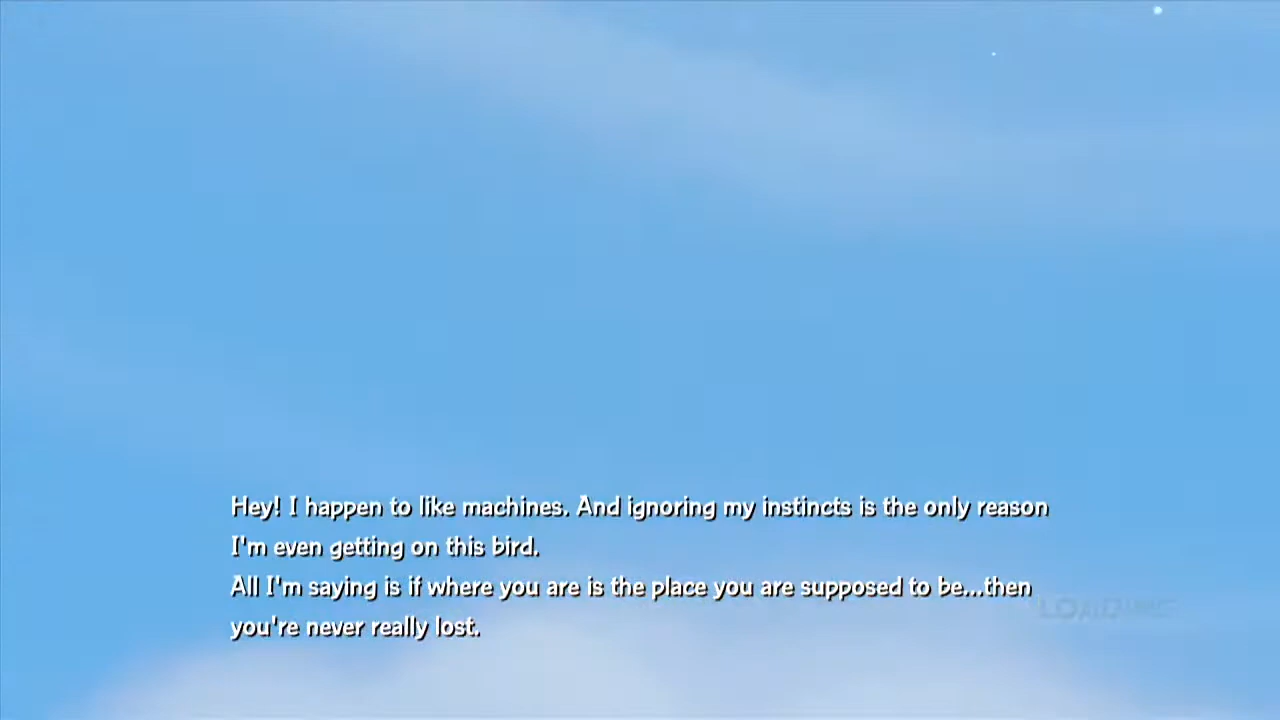 Hey! I happen to like machines. And ignoring my instincts is the only reason
I'm even getting on this bird.
All I'm saying is if where you are is the place you are supposed to be...then
you're never really lost.
LOADING